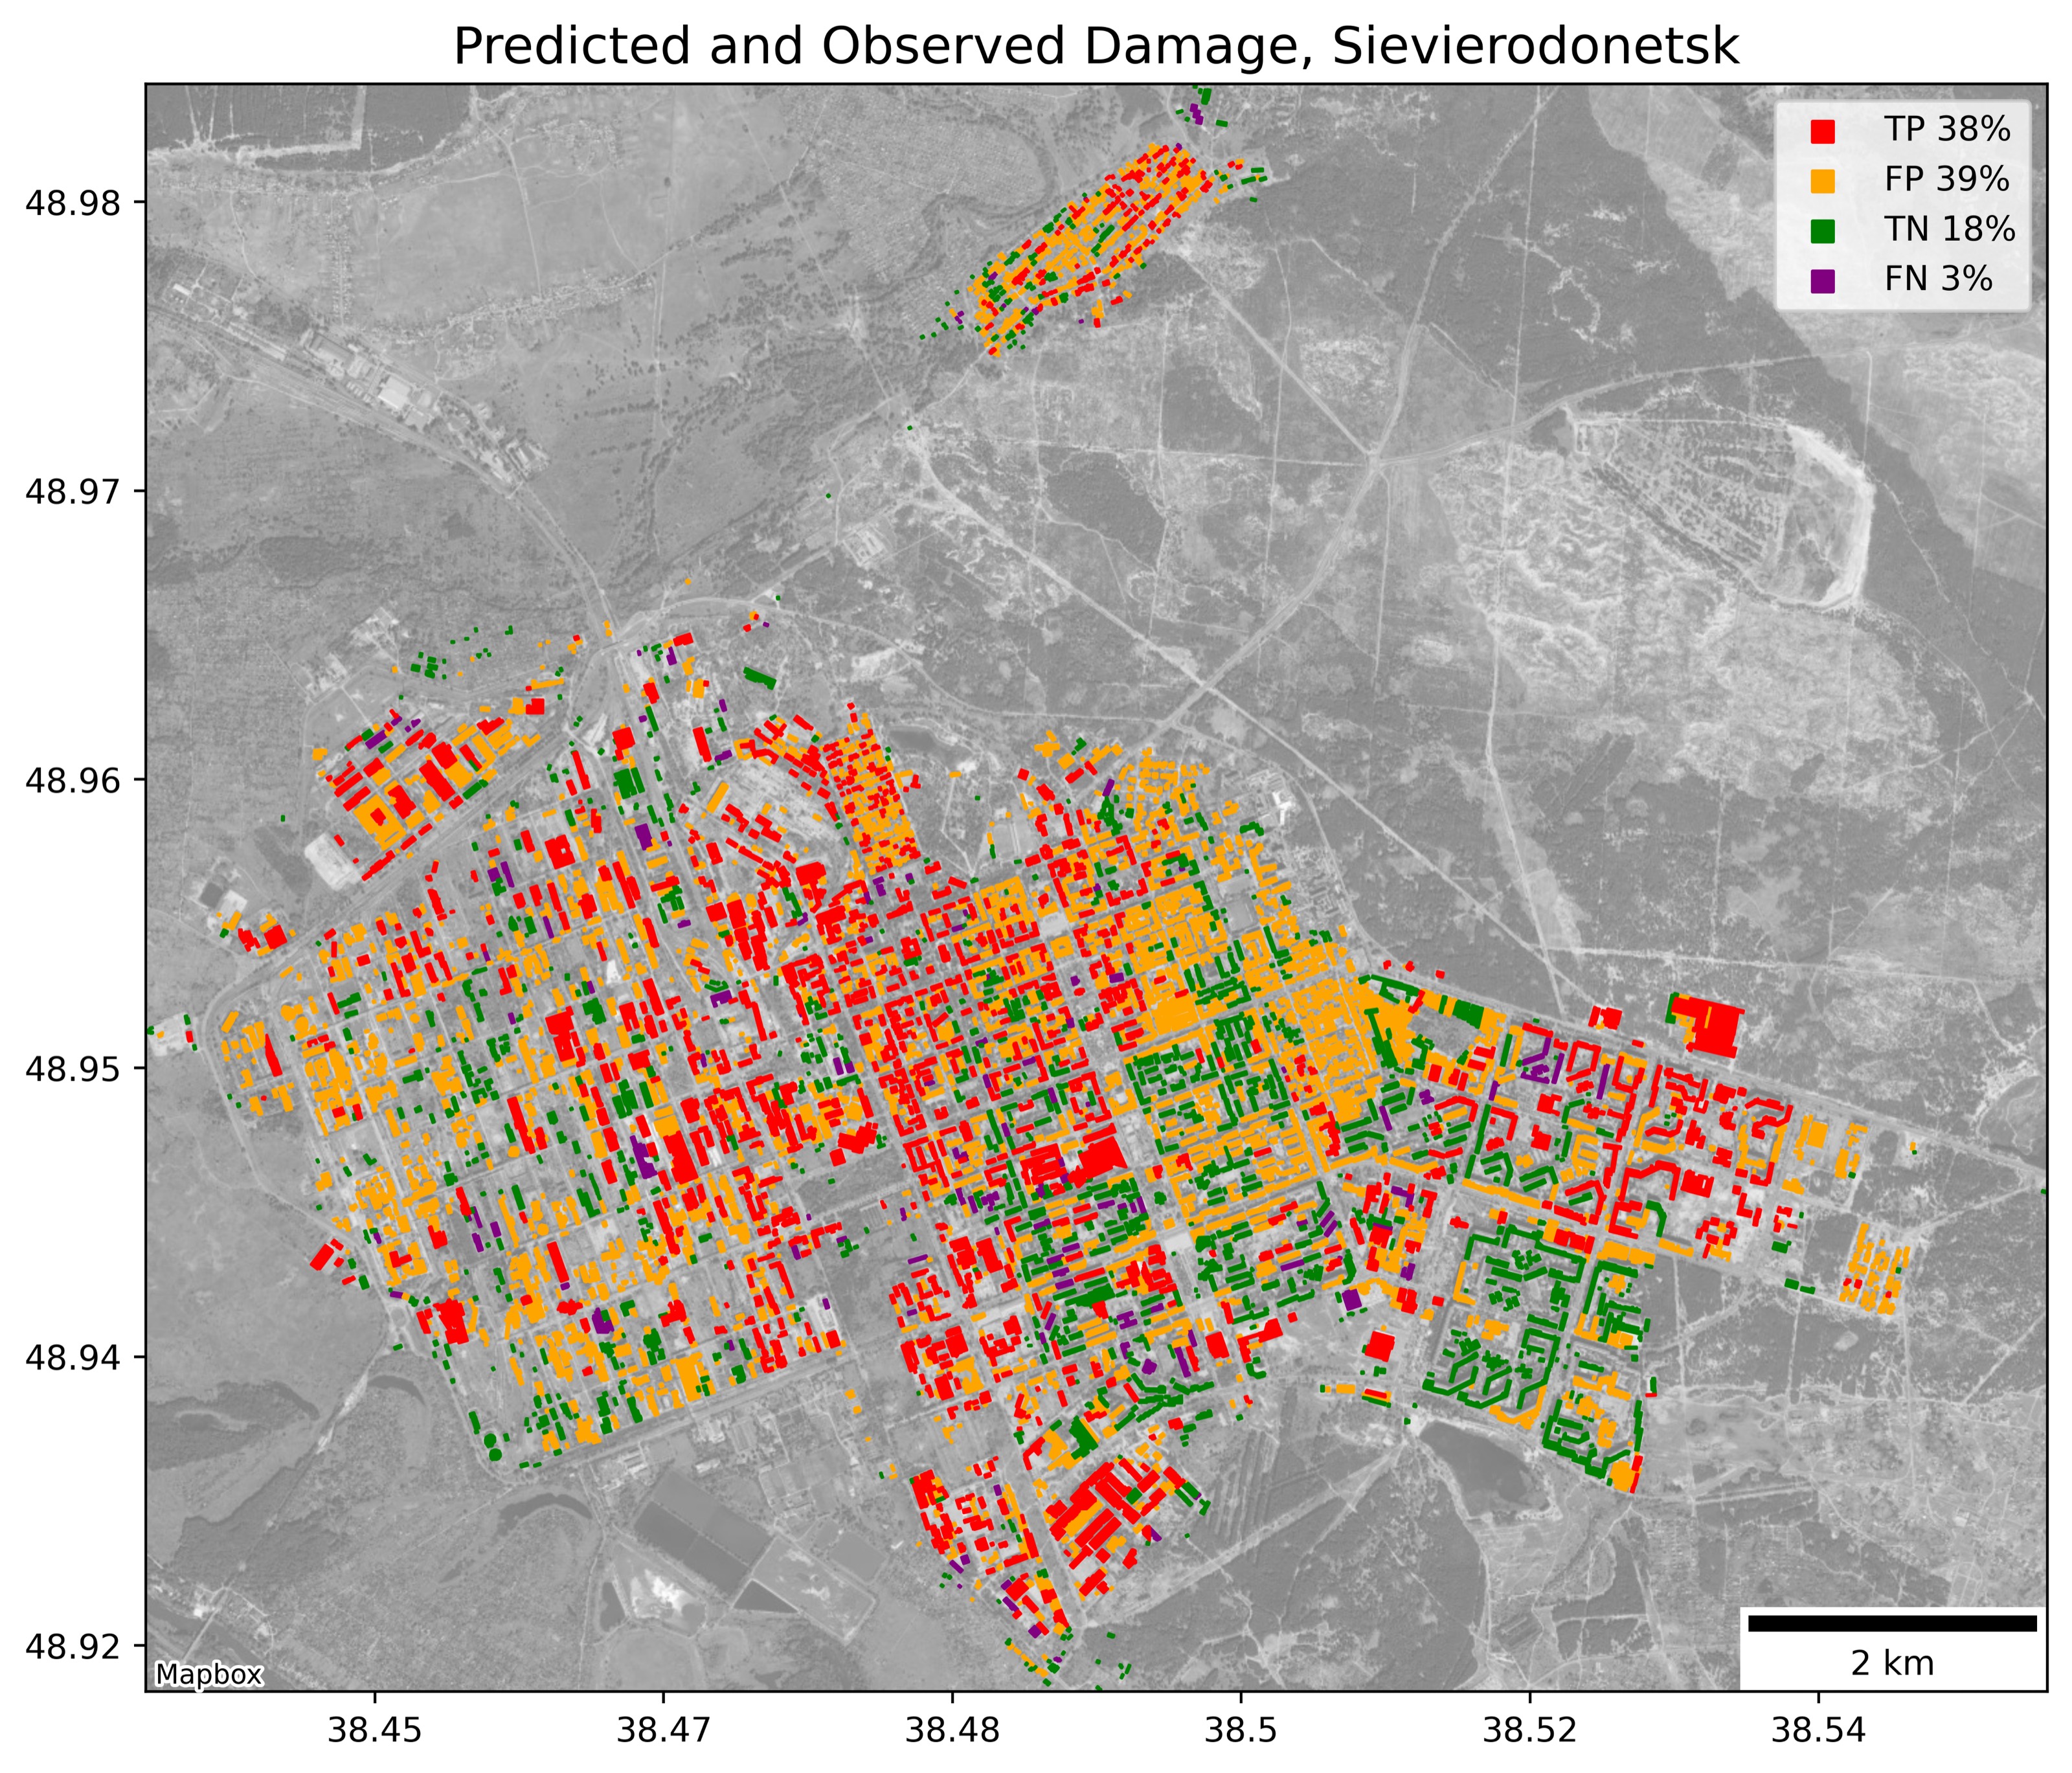 Predicted and Observed Damage, Sievierodonetsk
TP 38%
FP 39%
TN 18%
FN 3%
48.98
48.97
48.96
48.95
48.94
48.92
2 km
Mapbox
38.45
38.47
38.48
38.5
38.52
38.54